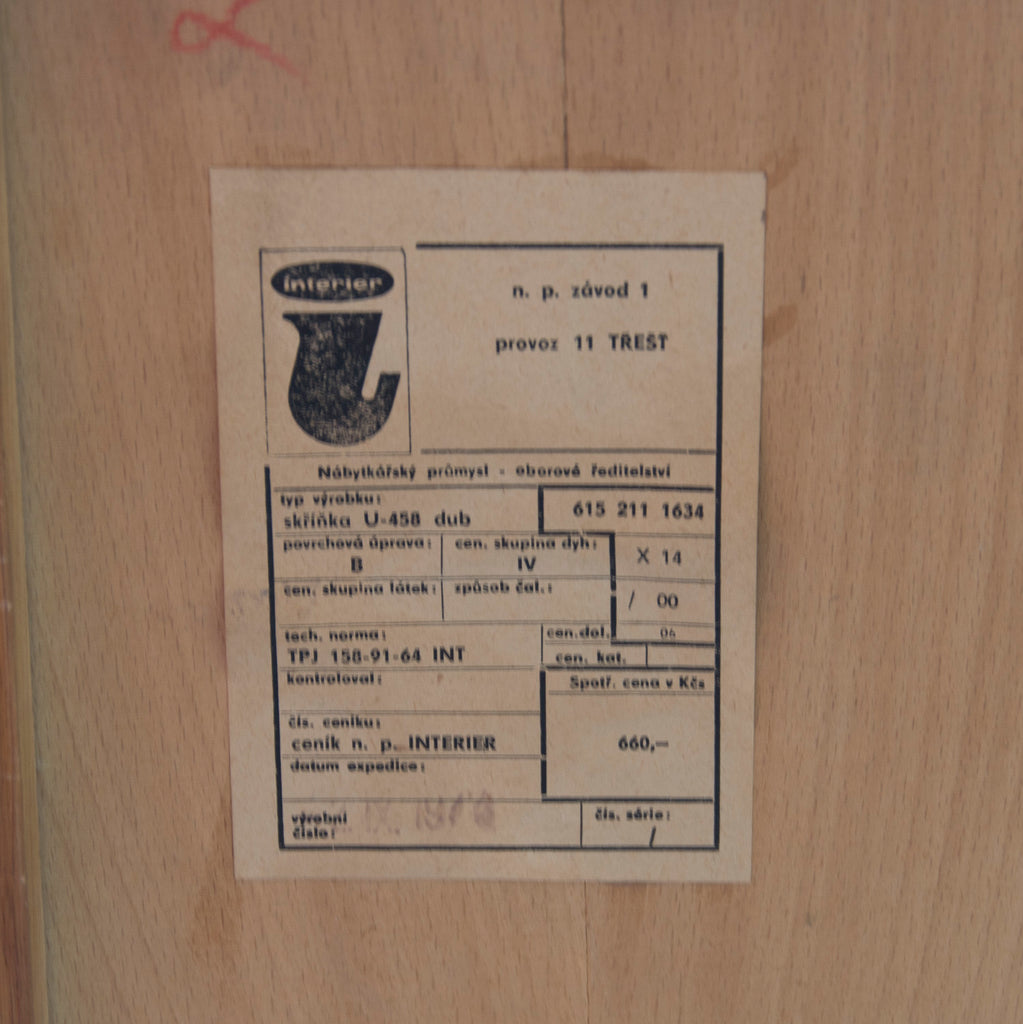 interier
n. p. závod 1
provoz 11 TŘEŠŤ
Nábytkářský průmysl - oborové ředitelství
typ výrobku:
skříňka U-458 dub
615 211 1634
povrchová úprava:
B
cen. skupina dyh:
IV
X 14
cen. skupina látek:
způsob čal.:
/ 00
tech. norma:
TPJ 158-91-64 INT
cen. dol.
06
cen. kat.
kontroloval:
Spotř. cena v Kčs
čís. ceníku:
ceník n. p. INTERIER
660,—
datum expedice:
výrobní
číslo:
čís. série:
/